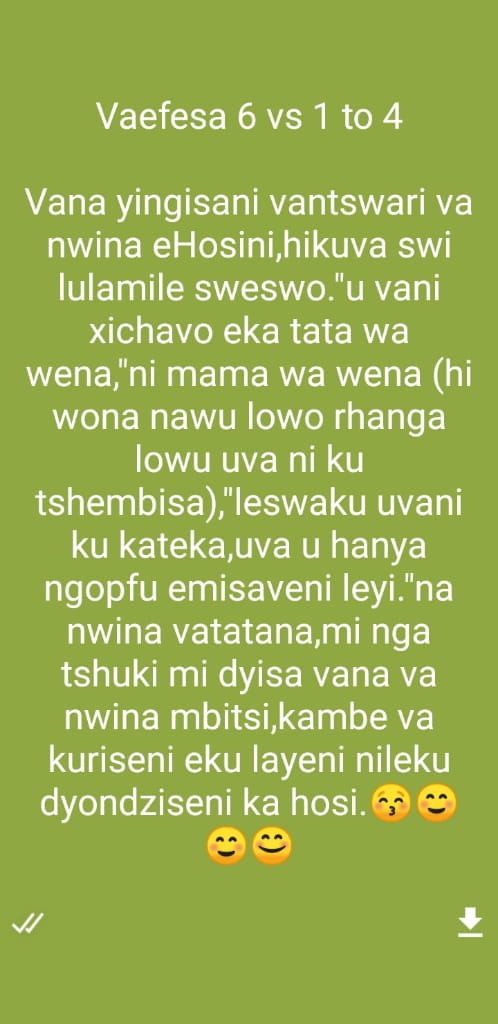 Vaefesa 6 vs 1 to 4
Vana yingisani vantswari va
nwina eHosini,hikuva swi
lulamile sweswo."u vani
xichavo eka tata wa
wena,"ni mama wa wena (hi
wona nawu lowo rhanga
lowu uva ni ku
tshembisa),"leswaku uvani
ku kateka,uva u hanya
ngopfu emisaveni leyi."na
nwina vatatana,mi nga
tshuki mi dyisa vana va
nwina mbitsi,kambe va
kuriseni eku layeni nileku
dyondziseni ka hosi.😚😊
😊😊